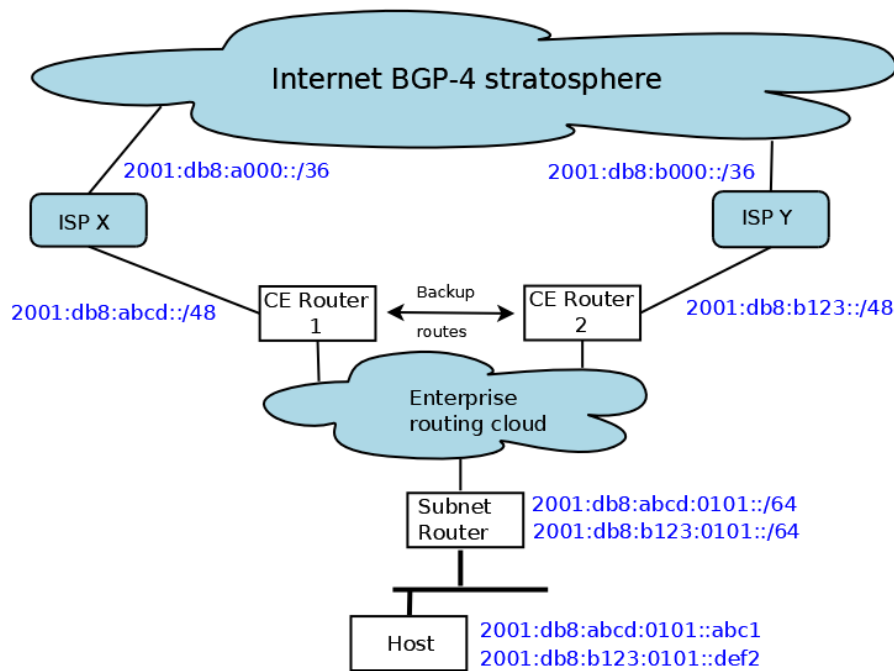 Internet BGP-4 stratosphere
2001:db8:a000::/36
2001:db8:b000::/36
ISP X
ISP Y
2001:db8:abcd::/48
CE Router
1
Backup
routes
CE Router
2
2001:db8:b123::/48
Enterprise
routing cloud
Subnet
Router
2001:db8:abcd:0101::/64
2001:db8:b123:0101::/64
Host
2001:db8:abcd:0101::abc1
2001:db8:b123:0101::def2